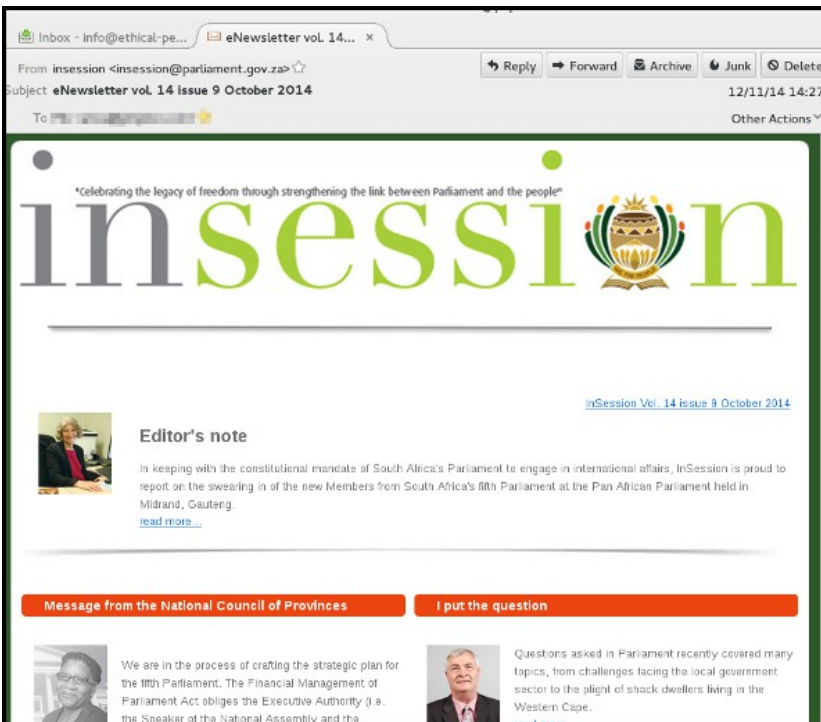 Inbox - info@ethical-pe...
eNewsletter vol. 14... ×
From insession <insession@parliament.gov.za>
Reply Forward Archive Junk Delete
Subject eNewsletter vol. 14 issue 9 October 2014
12/11/14 14:27
To
Other Actions
"Celebrating the legacy of freedom through strengthening the link between Parliament and the people"
insession
InSession Vol. 14 issue 9 October 2014
Editor's note
In keeping with the constitutional mandate of South Africa's Parliament to engage in international affairs, InSession is proud to
report on the swearing in of the new Members from South Africa's fifth Parliament at the Pan African Parliament held in
Midrand, Gauteng.
read more...
Message from the National Council of Provinces
We are in the process of crafting the strategic plan for
the fifth Parliament. The Financial Management of
Parliament Act obliges the Executive Authority (i.e.
the Speaker of the National Assembly and the
I put the question
Questions asked in Parliament recently covered many
topics, from challenges facing the local government
sector to the plight of shack dwellers living in the
Western Cape.